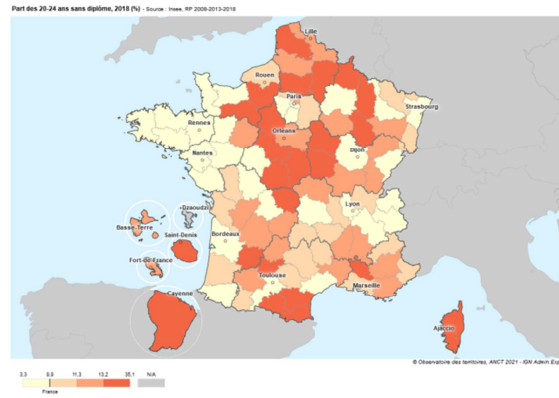 Part des 20-24 ans sans diplôme, 2018 (%) - Source : Insee, RP 2008-2013-2018
Lille
Rouen
Paris
Strasbourg
Rennes
Orléans
Nantes
Dijon
Dzaoudzi
Lyon
Basse-Terre
Saint-Denis
Bordeaux
Fort-de-France
Toulouse
Marseille
Cayenne
Ajaccio
© Observatoire des territoires, ANCT 2021 - IGN Admin Exp
3,3 8,9 11,3 13,2 35,1 N/A
France